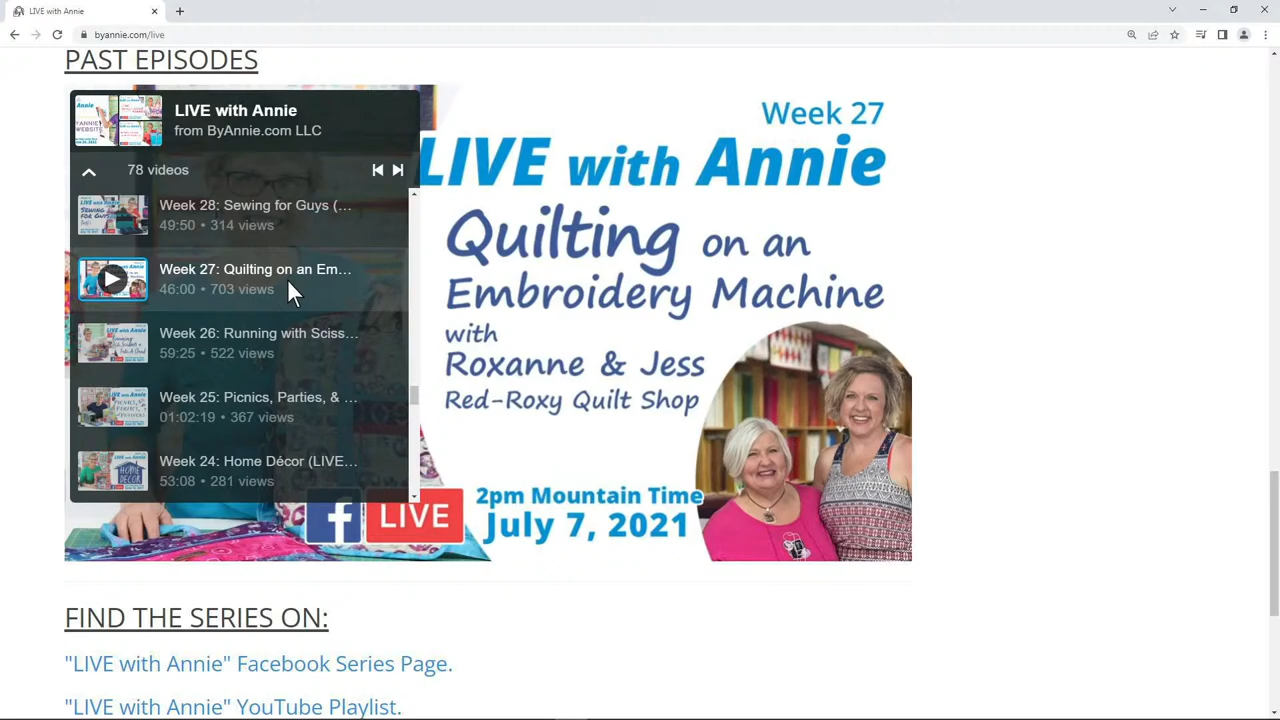 LIVE with Annie
byannie.com/live
PAST EPISODES
LIVE with Annie
from ByAnnie.com LLC
78 videos
Week 28: Sewing for Guys (...
49:50 • 314 views
Week 27: Quilting on an Em...
46:00 • 703 views
Week 26: Running with Sciss...
59:25 • 522 views
Week 25: Picnics, Parties, & ...
01:02:19 • 367 views
Week 24: Home Décor (LIVE...
53:08 • 281 views
Week 27
LIVE with Annie
Quilting on an
Embroidery Machine
with
Roxanne & Jess
Red-Roxy Quilt Shop
f LIVE
2pm Mountain Time
July 7, 2021
FIND THE SERIES ON:
"LIVE with Annie" Facebook Series Page.
"LIVE with Annie" YouTube Playlist.